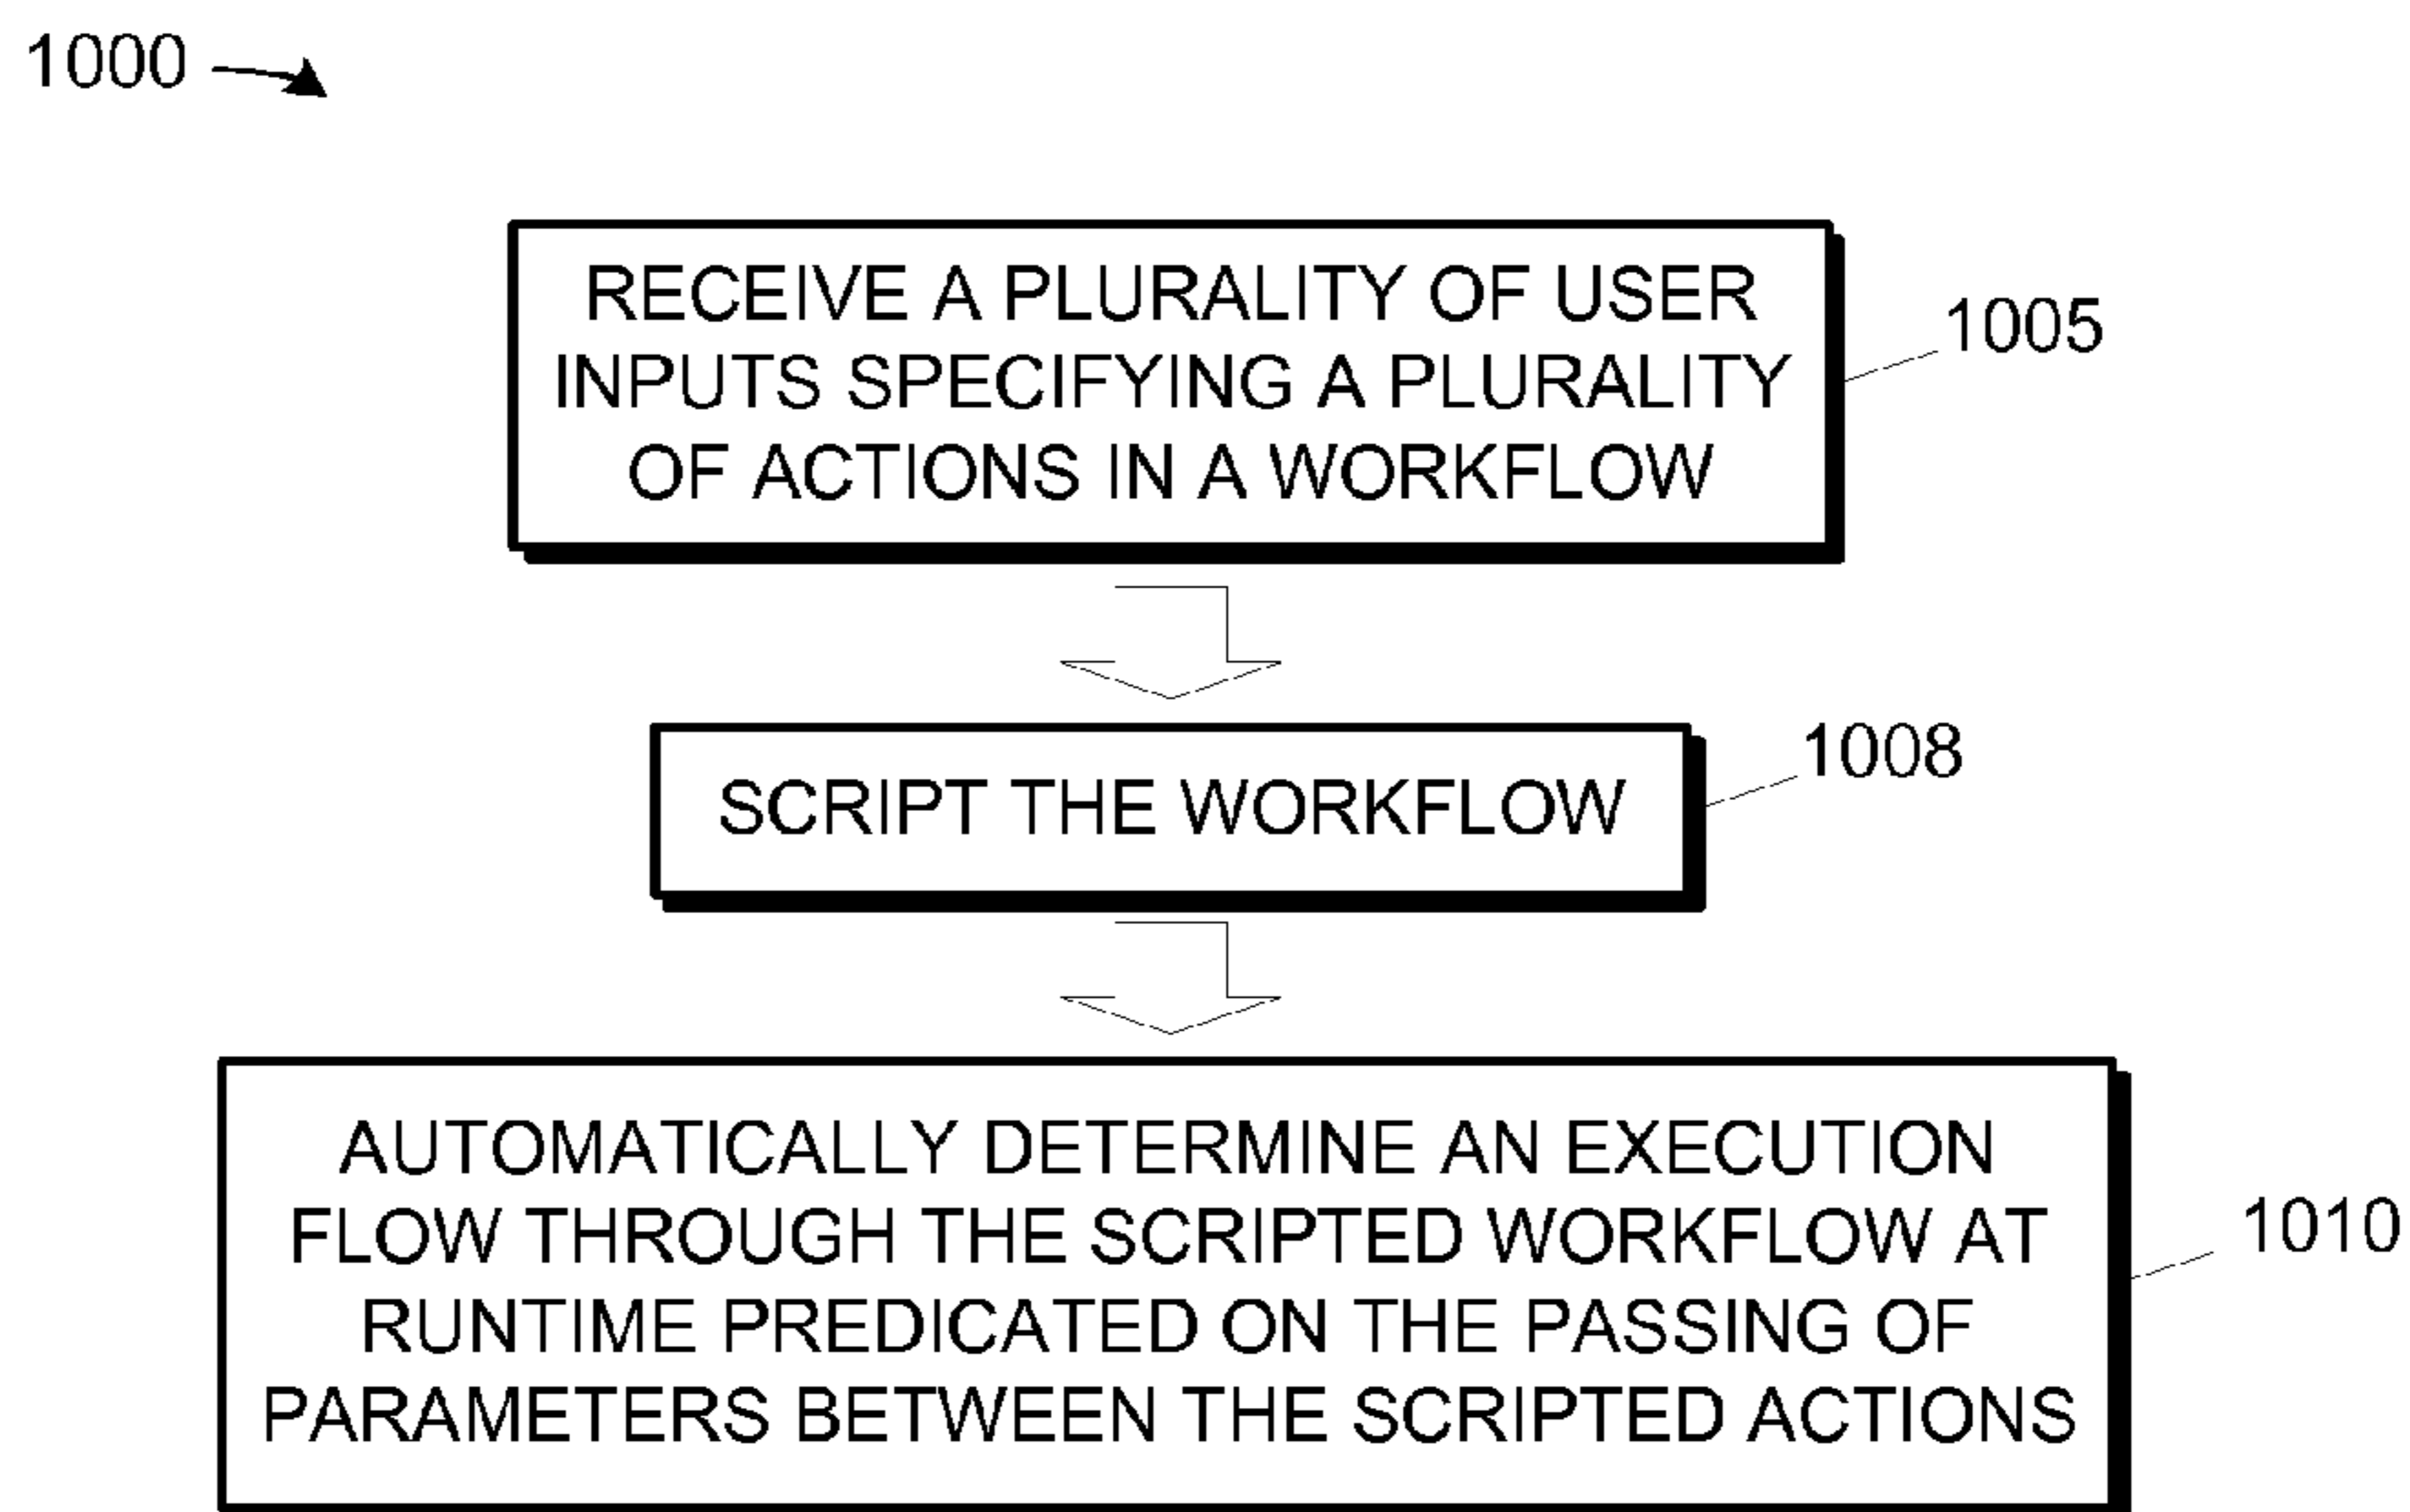 1000
RECEIVE A PLURALITY OF USER
INPUTS SPECIFYING A PLURALITY
OF ACTIONS IN A WORKFLOW
1005
SCRIPT THE WORKFLOW
1008
AUTOMATICALLY DETERMINE AN EXECUTION
FLOW THROUGH THE SCRIPTED WORKFLOW AT
RUNTIME PREDICATED ON THE PASSING OF
PARAMETERS BETWEEN THE SCRIPTED ACTIONS
1010